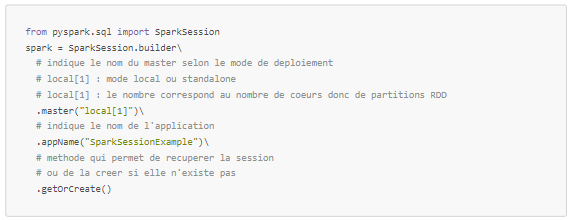 from pyspark.sql import SparkSession
spark = SparkSession.builder\
# indique le nom du master selon le mode de deploiement
# local[1] : mode local ou standalone
# local[1] : le nombre correspond au nombre de coeurs donc de partitions RDD
.master("local[1]")\
# indique le nom de l'application
.appName("SparkSessionExample")\
# methode qui permet de recuperer la session
# ou de la creer si elle n'existe pas
.getOrCreate()